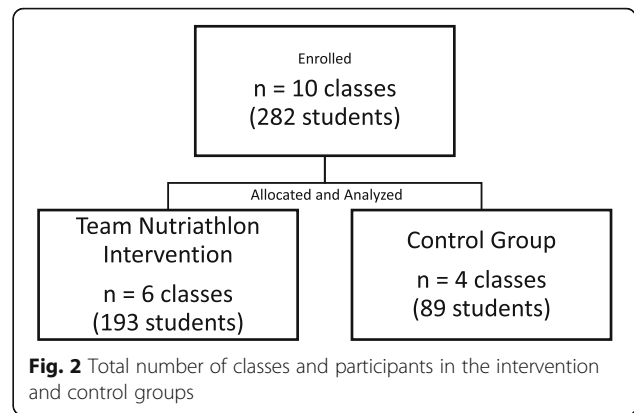 Enrolled
n = 10 classes
(282 students)
Allocated and Analyzed
Team Nutriathlon
Intervention
n = 6 classes
(193 students)
Control Group
n = 4 classes
(89 students)
Fig. 2 Total number of classes and participants in the intervention
and control groups